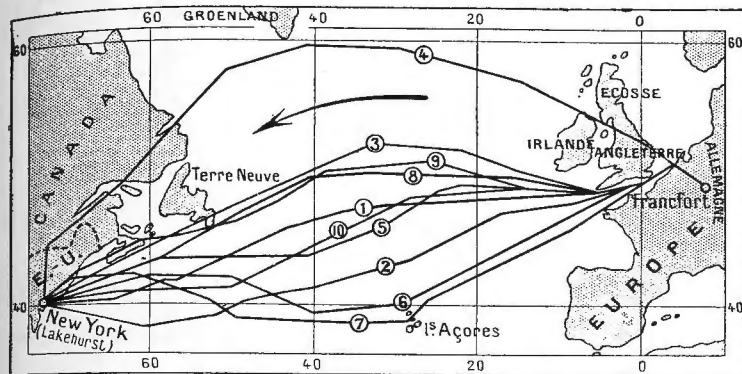 60 GROENLAND 40 20 0
60
④
60
ECOSSE
CANADA
③
IRLANDE
ANGLETERRE
⑨
Terre Neuve
⑧
ALLEMAGNE
Francfort
①
⑩
⑤
E U
②
EUROPE
40
⑥
40
New York
(Lakehurst)
⑦
Iˢ Açores
60 40 20 0